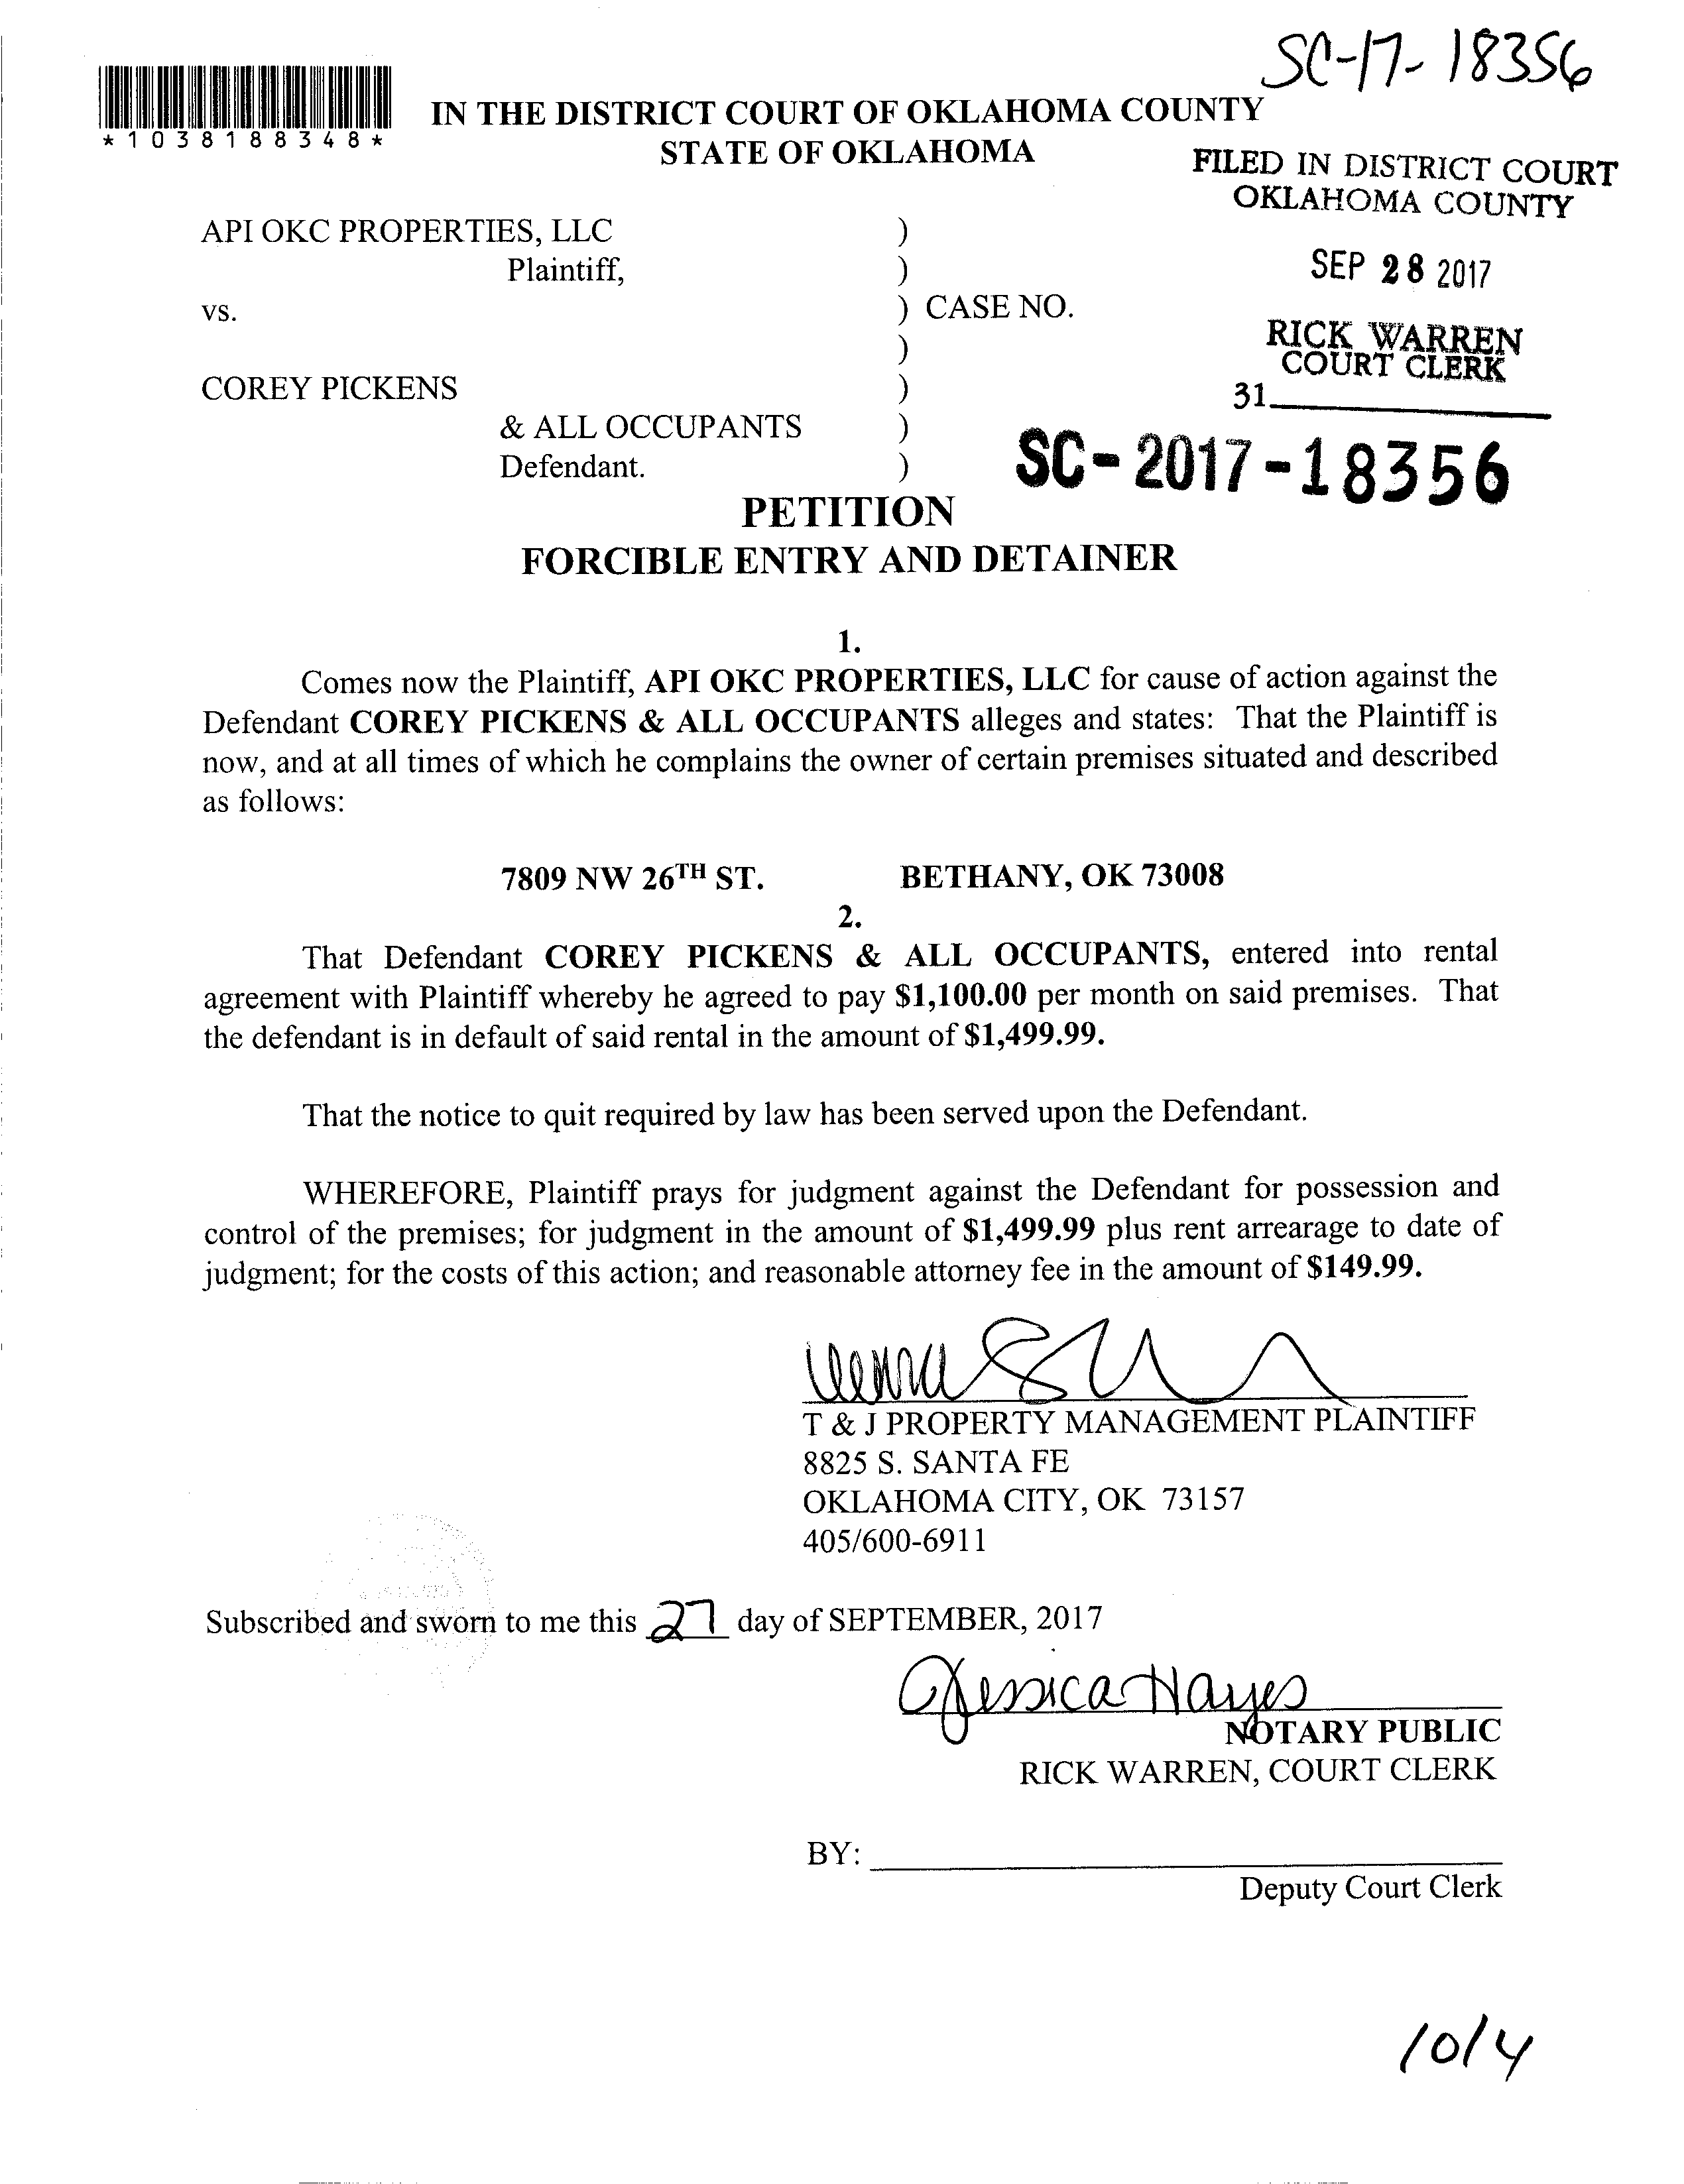 SC-17-18356
*1038188348*
IN THE DISTRICT COURT OF OKLAHOMA COUNTY
STATE OF OKLAHOMA
FILED IN DISTRICT COURT
OKLAHOMA COUNTY
SEP 28 2017
RICK WARREN
COURT CLERK
31
API OKC PROPERTIES, LLC )
Plaintiff, )
vs. ) CASE NO.
)
COREY PICKENS )
& ALL OCCUPANTS )
Defendant. )
SC-2017-18356
PETITION
FORCIBLE ENTRY AND DETAINER
1.
Comes now the Plaintiff, API OKC PROPERTIES, LLC for cause of action against the
Defendant COREY PICKENS & ALL OCCUPANTS alleges and states: That the Plaintiff is
now, and at all times of which he complains the owner of certain premises situated and described
as follows:
7809 NW 26TH ST. BETHANY, OK 73008
2.
That Defendant COREY PICKENS & ALL OCCUPANTS, entered into rental
agreement with Plaintiff whereby he agreed to pay $1,100.00 per month on said premises. That
the defendant is in default of said rental in the amount of $1,499.99.
That the notice to quit required by law has been served upon the Defendant.
WHEREFORE, Plaintiff prays for judgment against the Defendant for possession and
control of the premises; for judgment in the amount of $1,499.99 plus rent arrearage to date of
judgment; for the costs of this action; and reasonable attorney fee in the amount of $149.99.
T & J PROPERTY MANAGEMENT PLAINTIFF
8825 S. SANTA FE
OKLAHOMA CITY, OK 73157
405/600-6911
Subscribed and sworn to me this 27 day of SEPTEMBER, 2017
Jessica Hayes
NOTARY PUBLIC
RICK WARREN, COURT CLERK
BY:
Deputy Court Clerk
10/4